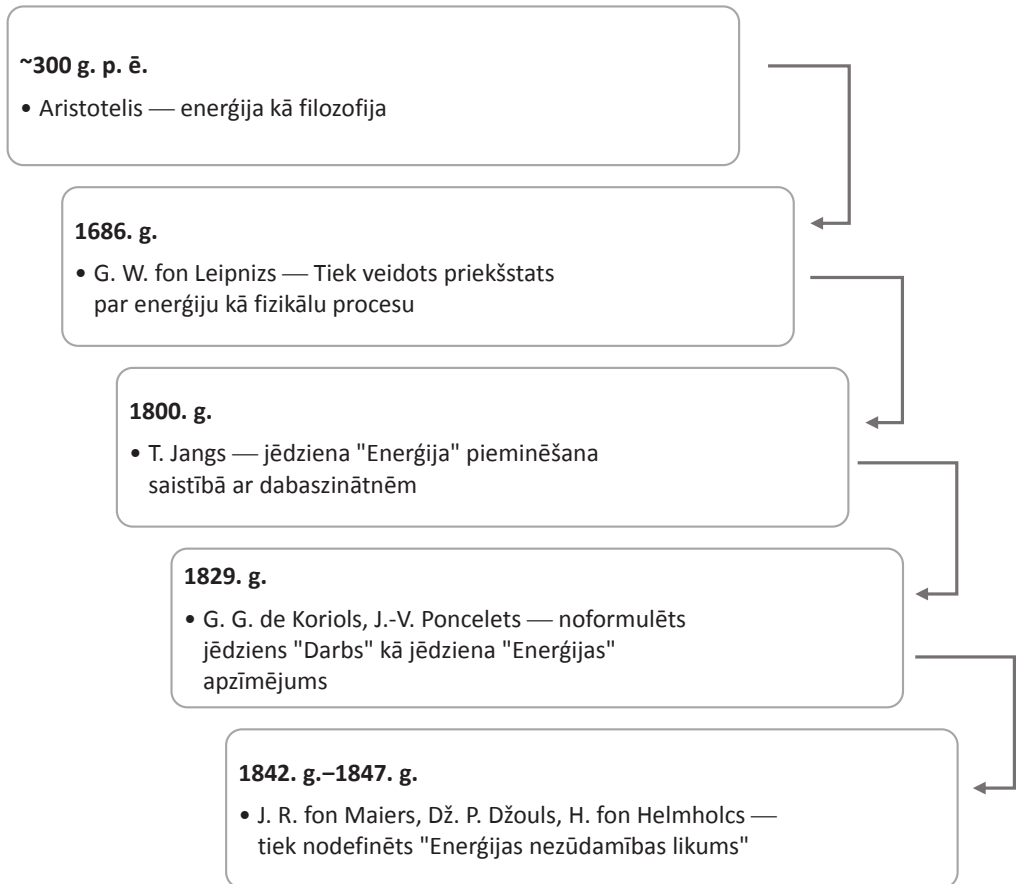 ~300 g. p. ē.
• Aristotelis — enerģija kā filozofija
1686. g.
• G. W. fon Leipnizs — Tiek veidots priekšstats
par enerģiju kā fizikālu procesu
1800. g.
• T. Jangs — jēdziena "Enerģija" pieminēšana
saistībā ar dabaszinātnēm
1829. g.
• G. G. de Koriols, J.-V. Poncelets — noformulēts
jēdziens "Darbs" kā jēdziena "Enerģijas"
apzīmējums
1842. g.–1847. g.
• J. R. fon Maiers, Dž. P. Džouls, H. fon Helmholcs —
tiek nodefinēts "Enerģijas nezūdamības likums"